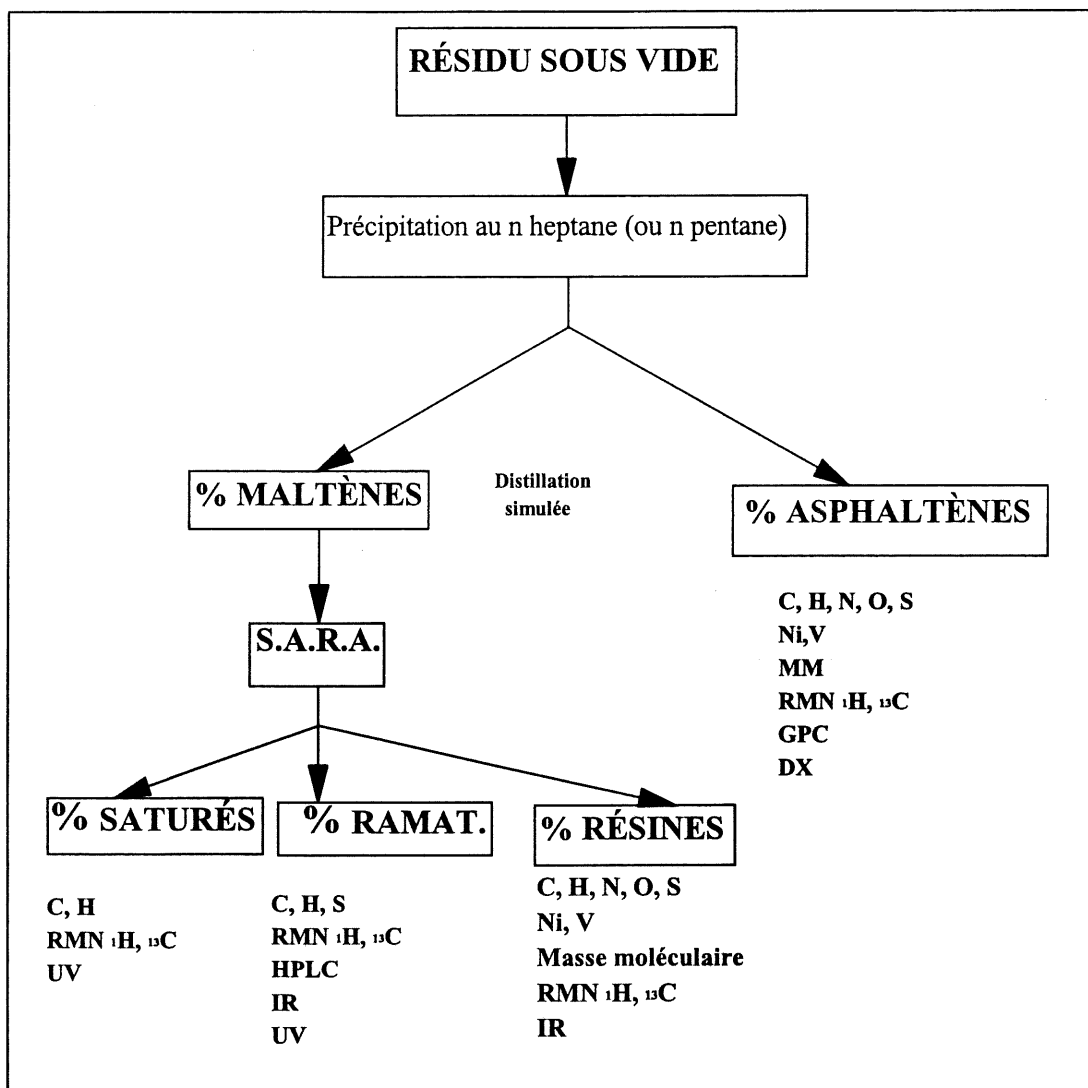 RÉSIDU SOUS VIDE
Précipitation au n heptane (ou n pentane)
% MALTÈNES
Distillation
simulée
% ASPHALTÈNES
C, H, N, O, S
Ni,V
MM
RMN 1H, 13C
GPC
DX
S.A.R.A.
% SATURÉS
C, H
RMN 1H, 13C
UV
% RAMAT.
C, H, S
RMN 1H, 13C
HPLC
IR
UV
% RÉSINES
C, H, N, O, S
Ni, V
Masse moléculaire
RMN 1H, 13C
IR